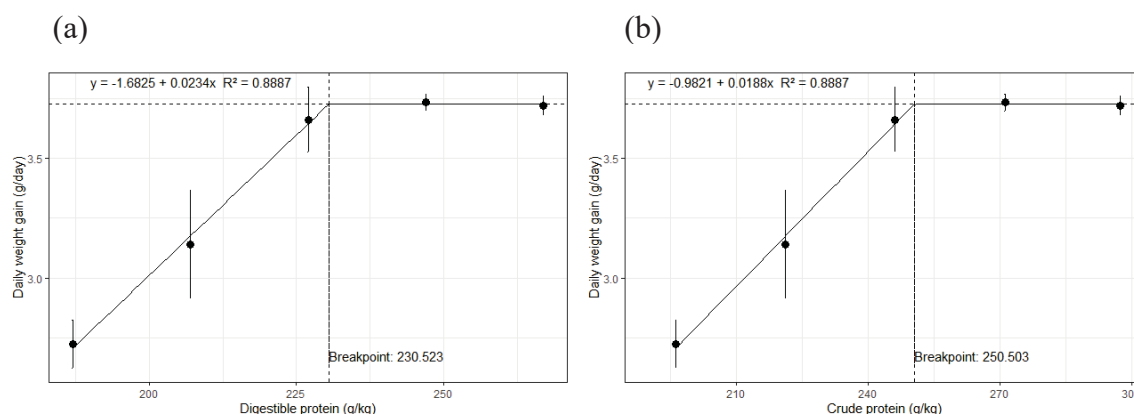 (a)
y = -1.6825 + 0.0234x R² = 0.8887
3.5
3.0
Daily weight gain (g/day)
Breakpoint: 230.523
200
225
250
Digestible protein (g/kg)
(b)
y = -0.9821 + 0.0188x R² = 0.8887
3.5
3.0
Daily weight gain (g/day)
Breakpoint: 250.503
210
240
270
Crude protein (g/kg)